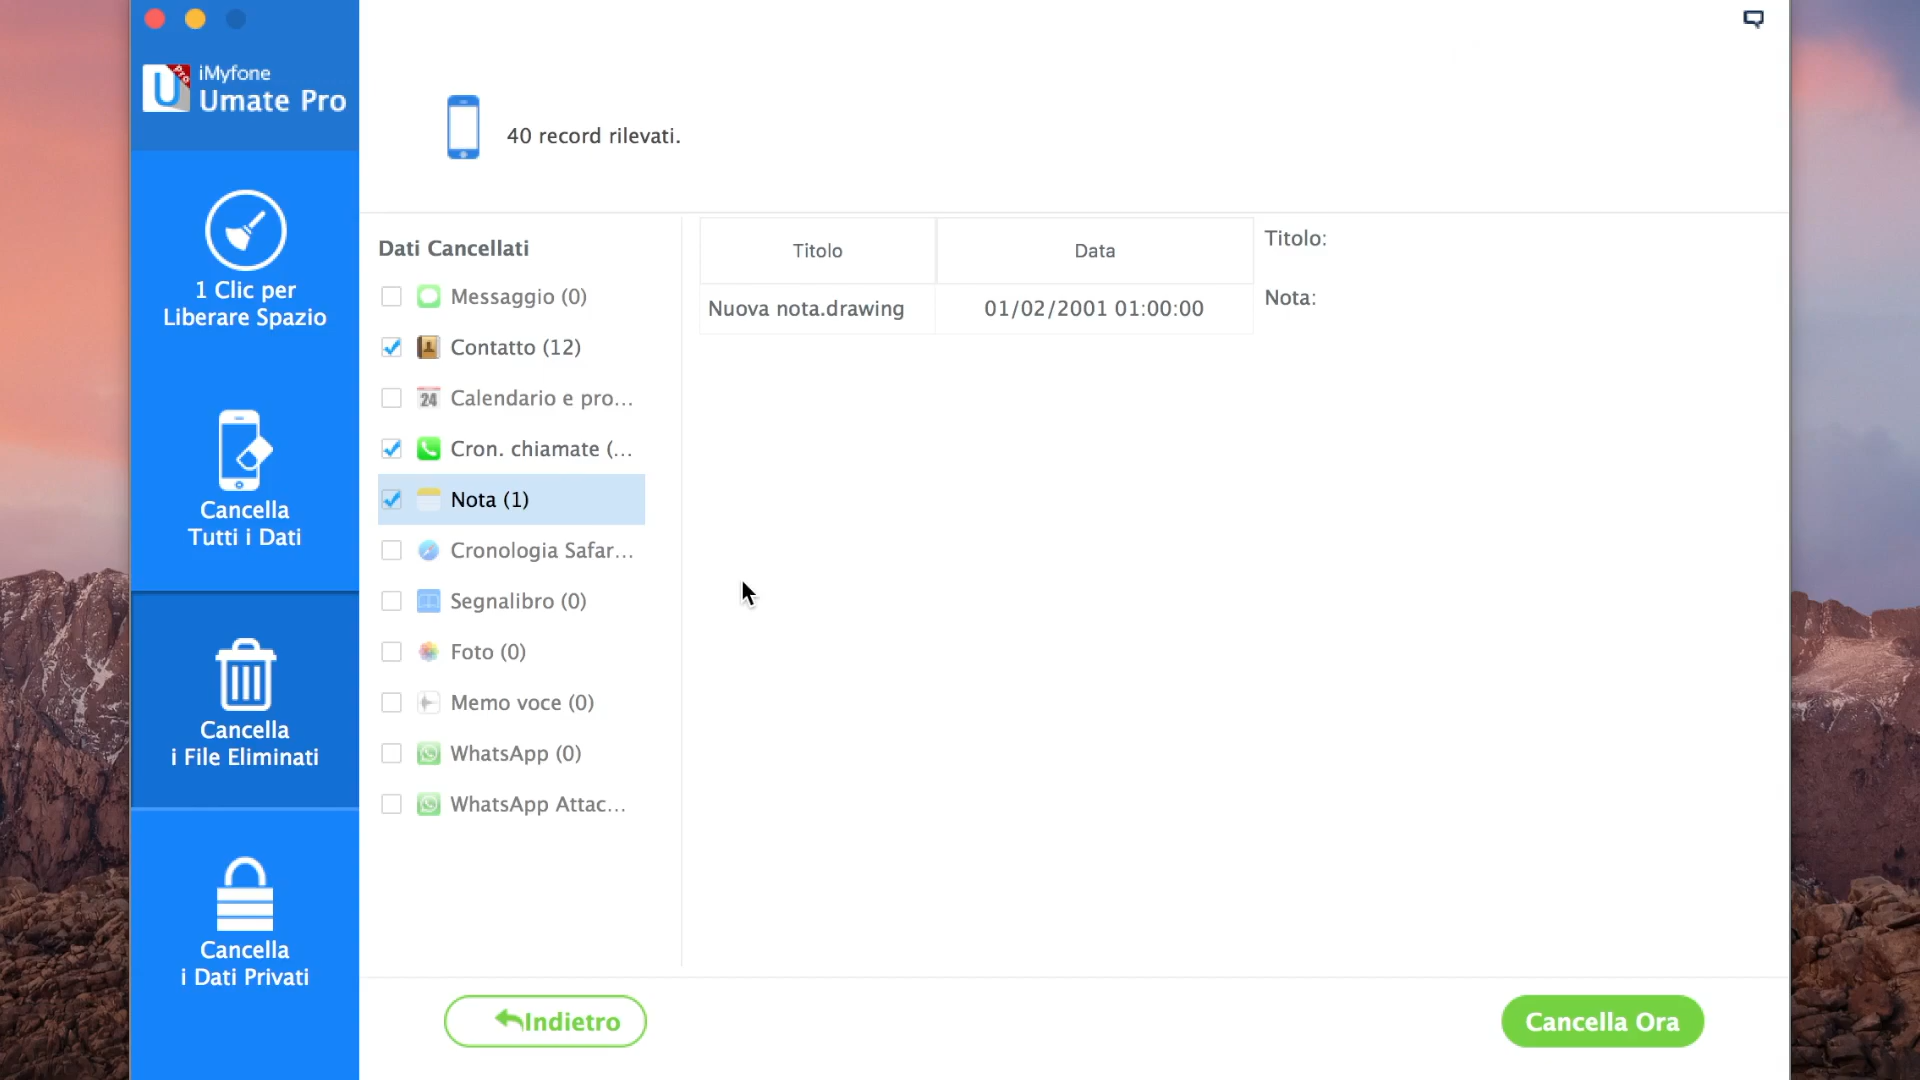 iMyfone
Umate Pro
Pro
1 Clic per
Liberare Spazio
Cancella
Tutti i Dati
Cancella
i File Eliminati
Cancella
i Dati Privati
40 record rilevati.
Dati Cancellati
Messaggio (0)
Contatto (12)
24 Calendario e pro...
Cron. chiamate (...
Nota (1)
Cronologia Safar...
Segnalibro (0)
Foto (0)
Memo voce (0)
WhatsApp (0)
WhatsApp Attac...
Titolo Data
Nuova nota.drawing 01/02/2001 01:00:00
Titolo:
Nota:
Indietro
Cancella Ora